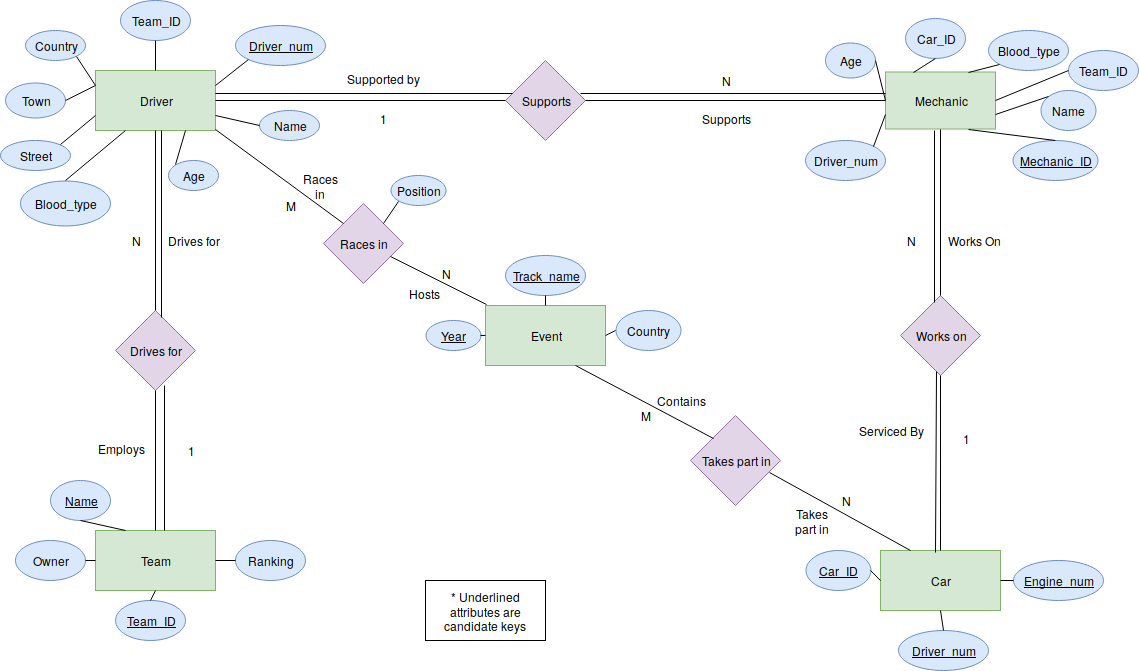 Team_ID
Country
Driver_num
Town
Driver
Name
Street
Age
Blood_type
Supported by
1
Supports
N
Supports
Car_ID
Blood_type
Age
Team_ID
Mechanic
Name
Driver_num
Mechanic_ID
Races
in
M
Position
Races in
N
Hosts
N
Drives for
Drives for
Employs
1
Track_name
Year
Event
Country
N
Works On
Works on
Serviced By
1
Contains
M
Takes part in
N
Takes
part in
Name
Owner
Team
Ranking
Team_ID
* Underlined
attributes are
candidate keys
Car_ID
Car
Engine_num
Driver_num